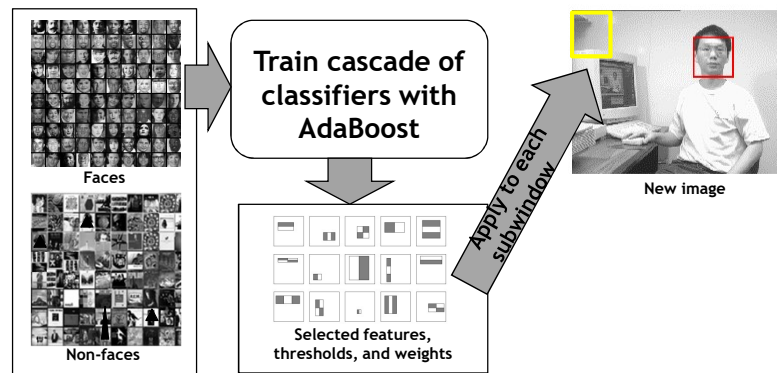 Faces
Non-faces
Train cascade of
classifiers with
AdaBoost
Selected features,
thresholds, and weights
Apply to each
subwindow
New image